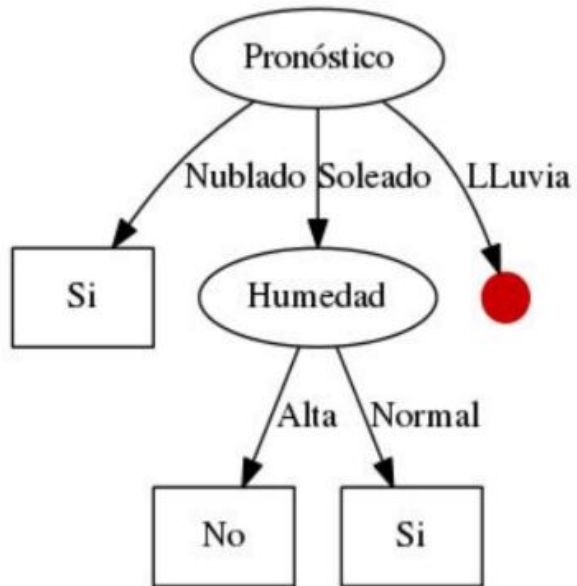 Pronóstico
Nublado Soleado LLuvia
Si Humedad
Alta Normal
No Si